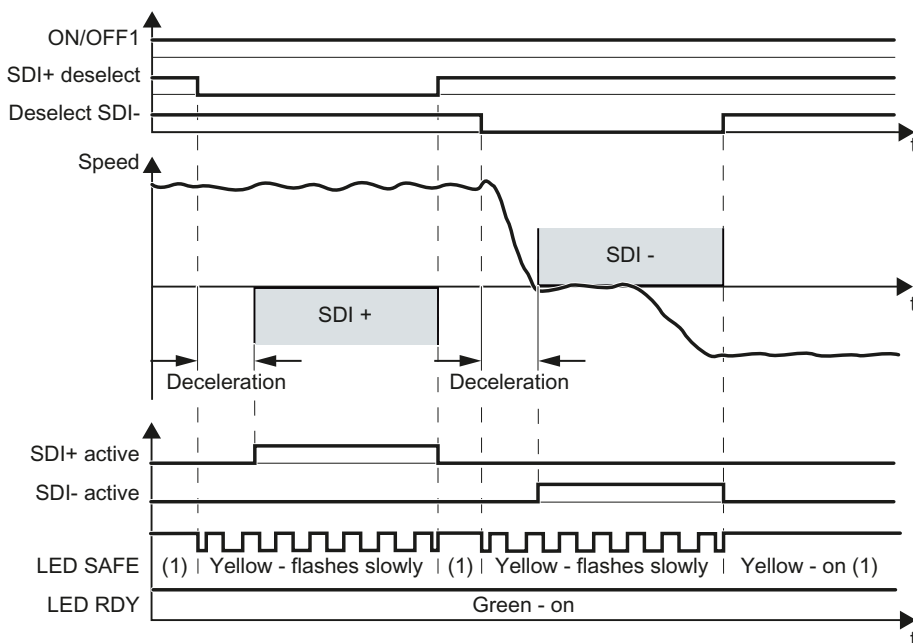 ON/OFF1
SDI+ deselect
Deselect SDI-
t
Speed
SDI -
t
SDI +
Deceleration
Deceleration
SDI+ active
SDI- active
LED SAFE (1) Yellow - flashes slowly (1) Yellow - flashes slowly Yellow - on (1)
LED RDY Green - on
t